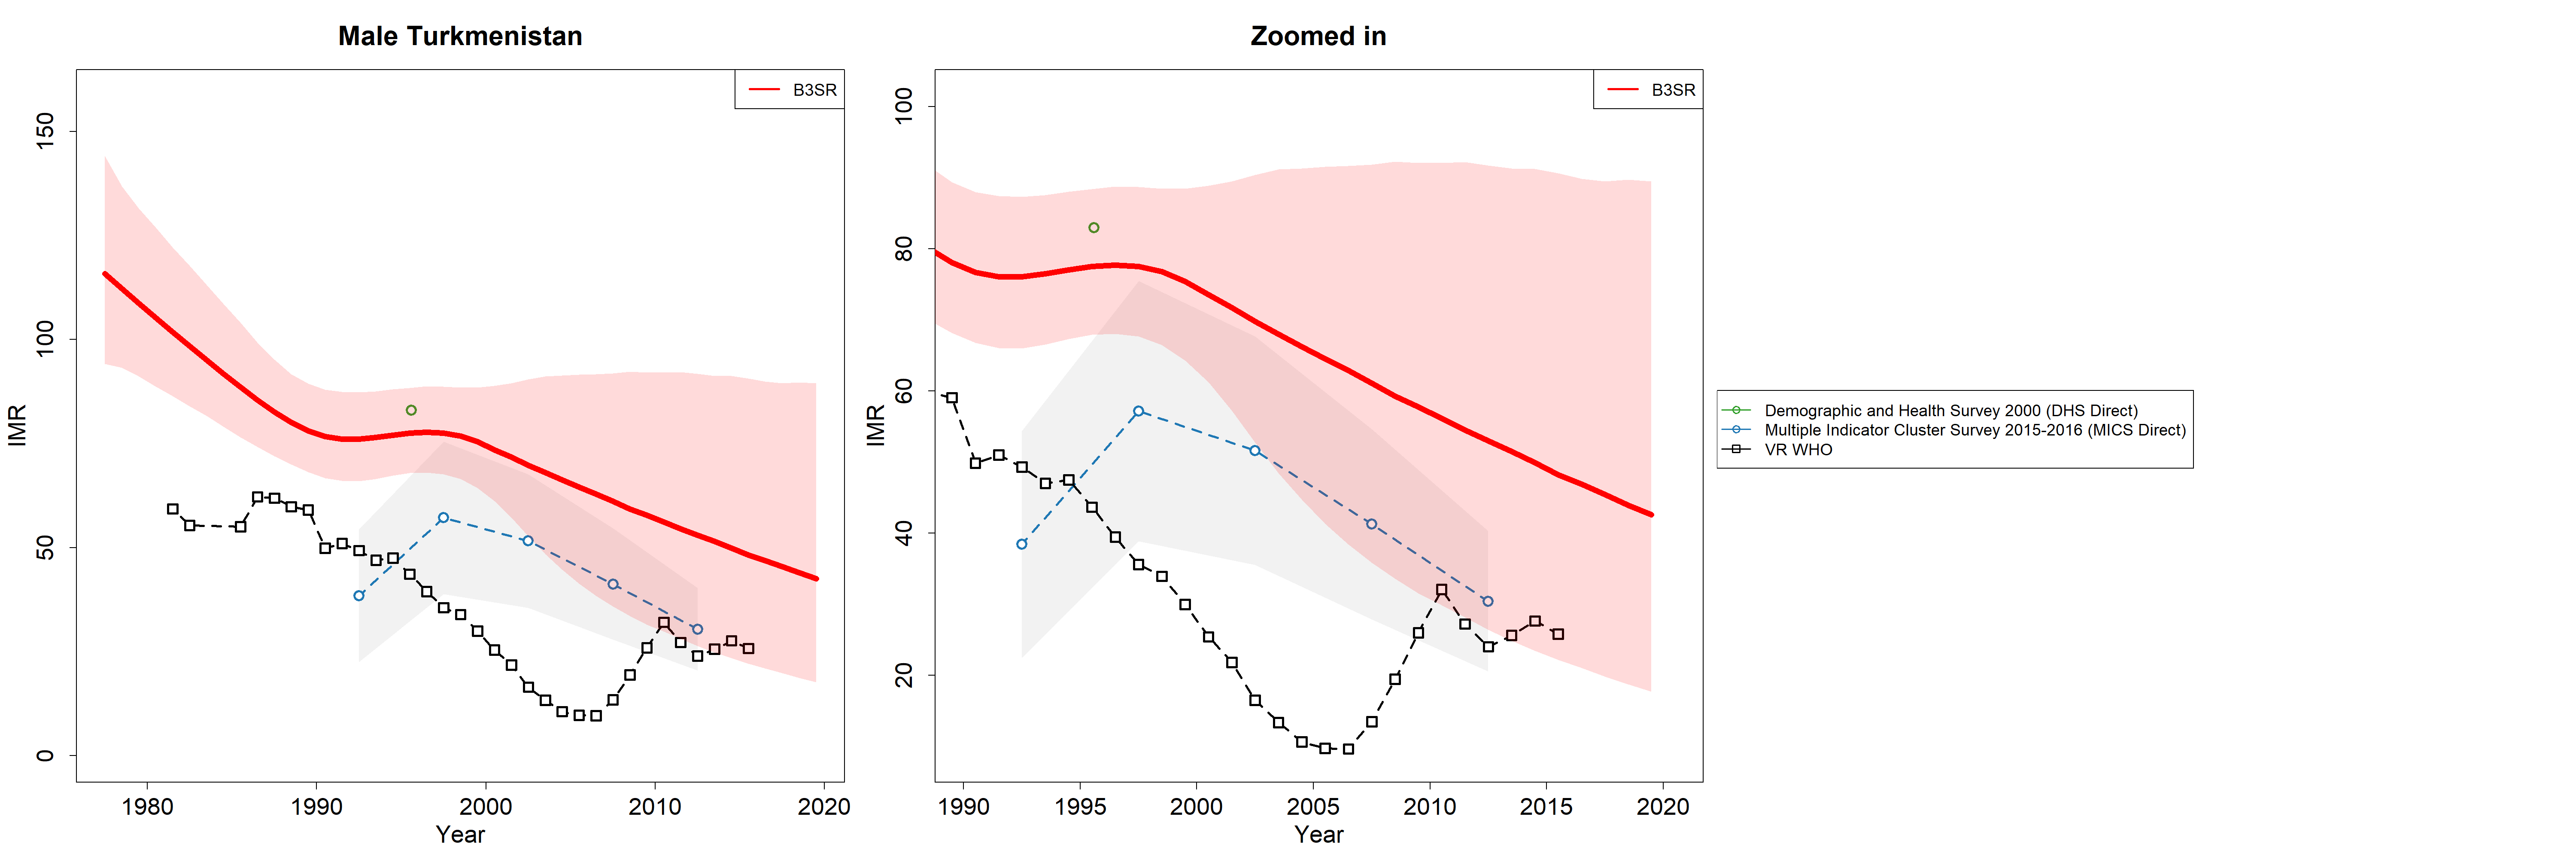 Male Turkmenistan
B3SR
150
100
50
0
IMR
1980 1990 2000 2010 2020
Year
Zoomed in
B3SR
100
80
60
40
20
IMR
1990 1995 2000 2005 2010 2015 2020
Year
Demographic and Health Survey 2000 (DHS Direct)
Multiple Indicator Cluster Survey 2015-2016 (MICS Direct)
VR WHO